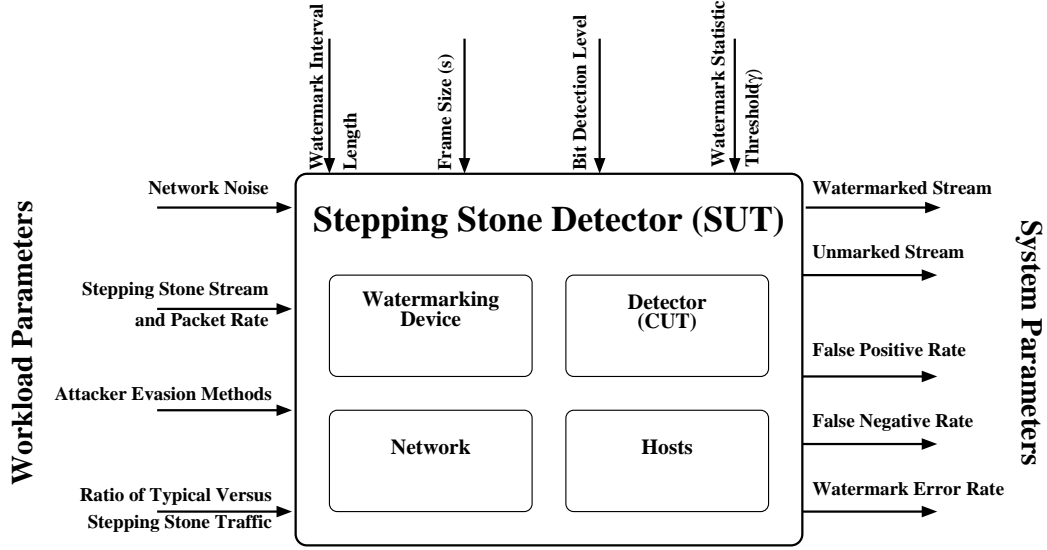 Watermark Interval
Length
Frame Size (s)
Bit Detection Level
Watermark Statistic
Threshold(γ)
Workload Parameters
Network Noise
Stepping Stone Stream
and Packet Rate
Attacker Evasion Methods
Ratio of Typical Versus
Stepping Stone Traffic
Stepping Stone Detector (SUT)
Watermarking
Device
Detector
(CUT)
Network
Hosts
Watermarked Stream
Unmarked Stream
False Positive Rate
False Negative Rate
Watermark Error Rate
System Parameters